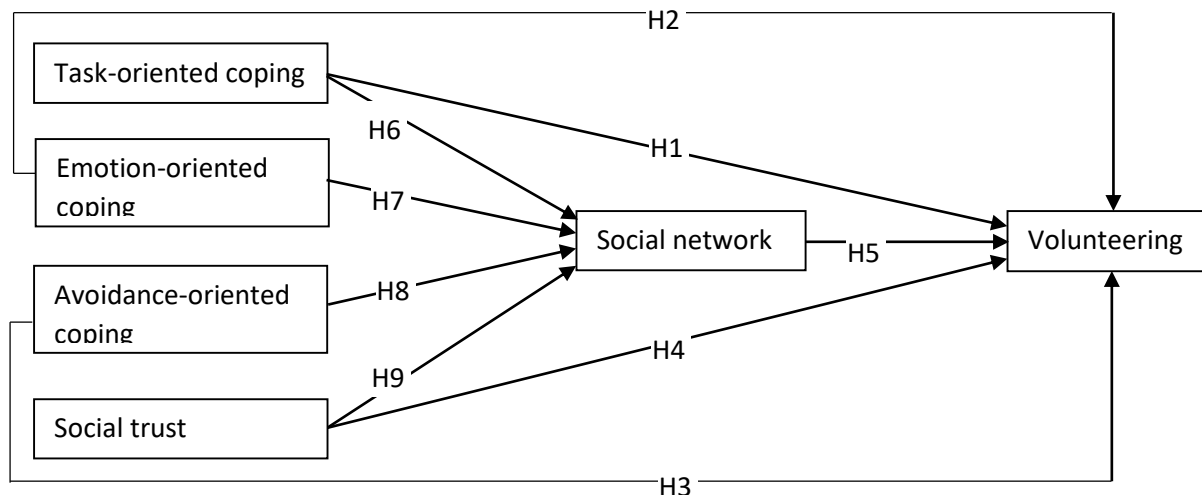 H2
Task-oriented coping
H6
H1
Emotion-oriented
coping
H7
Social network
H5
Volunteering
Avoidance-oriented
coping
H8
H4
H9
Social trust
H3